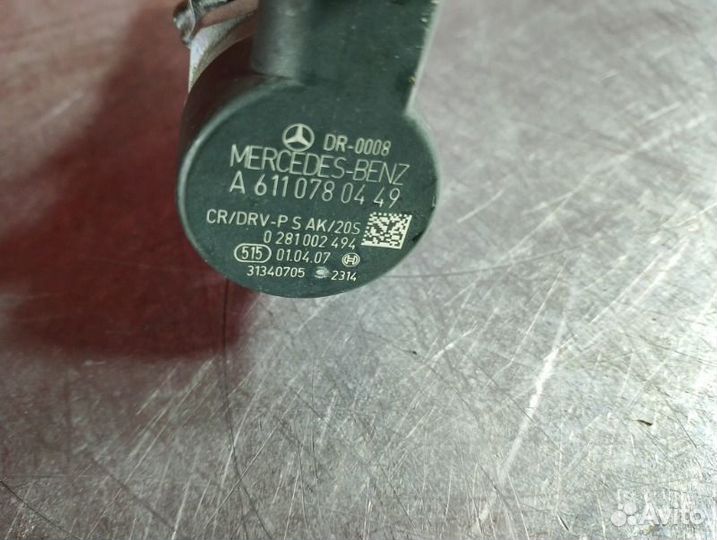 DR-0008
MERCEDES-BENZ
A 611 078 04 49
CR/DRV-P S AK/20S
0 281 002 494
515 01.04.07
31340705 2314
Avito